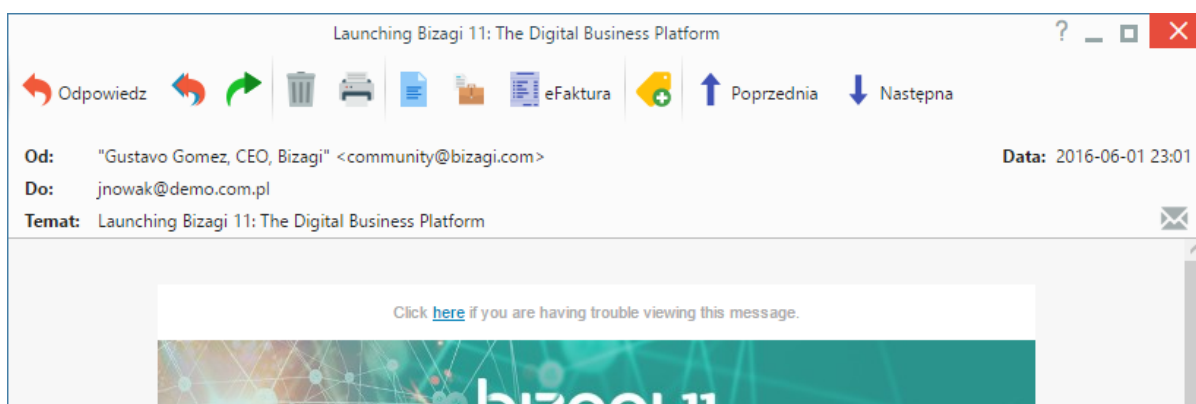 Launching Bizagi 11: The Digital Business Platform
Odpowiedz eFaktura Poprzednia Następna
Od: "Gustavo Gomez, CEO, Bizagi" <community@bizagi.com> Data: 2016-06-01 23:01
Do: jnowak@demo.com.pl
Temat: Launching Bizagi 11: The Digital Business Platform
Click here if you are having trouble viewing this message.
bizagi 11